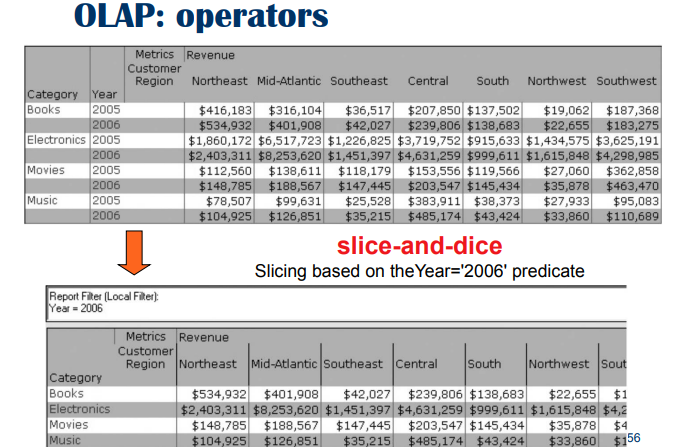 OLAP: operators
Metrics Revenue
Customer
Region Northeast Mid-Atlantic Southeast Central South Northwest Southwest
Category Year
Books 2005 $416,183 $316,104 $36,517 $207,850 $137,502 $19,062 $187,368
2006 $534,932 $401,908 $42,027 $239,806 $138,683 $22,655 $183,275
Electronics 2005 $1,860,172 $6,517,723 $1,226,825 $3,719,752 $915,633 $1,434,575 $3,625,191
2006 $2,403,311 $8,253,620 $1,451,397 $4,631,259 $999,611 $1,615,848 $4,298,985
Movies 2005 $112,560 $138,611 $118,179 $153,556 $119,566 $27,060 $362,858
2006 $148,785 $188,567 $147,445 $203,547 $145,434 $35,878 $463,470
Music 2005 $78,507 $99,631 $25,528 $383,911 $38,373 $27,933 $95,083
2006 $104,925 $126,851 $35,215 $485,174 $43,424 $33,860 $110,689
slice-and-dice
Slicing based on theYear='2006' predicate
Report Filter (Local Filter):
Year = 2006
Metrics Revenue
Customer
Region Northeast Mid-Atlantic Southeast Central South Northwest Sout
Category
Books $534,932 $401,908 $42,027 $239,806 $138,683 $22,655 $1
Electronics $2,403,311 $8,253,620 $1,451,397 $4,631,259 $999,611 $1,615,848 $4,2
Movies $148,785 $188,567 $147,445 $203,547 $145,434 $35,878 $4
Music $104,925 $126,851 $35,215 $485,174 $43,424 $33,860 $1
56